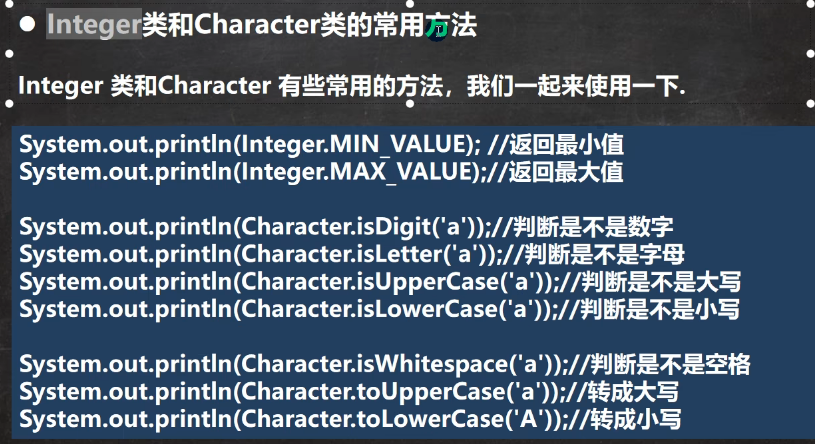 ● Integer类和Character类的常用方法
Integer 类和Character 有些常用的方法，我们一起来使用一下.
System.out.println(Integer.MIN_VALUE); //返回最小值
System.out.println(Integer.MAX_VALUE);//返回最大值
System.out.println(Character.isDigit('a'));//判断是不是数字
System.out.println(Character.isLetter('a'));//判断是不是字母
System.out.println(Character.isUpperCase('a'));//判断是不是大写
System.out.println(Character.isLowerCase('a'));//判断是不是小写
System.out.println(Character.isWhitespace('a'));//判断是不是空格
System.out.println(Character.toUpperCase('a'));//转成大写
System.out.println(Character.toLowerCase('A'));//转成小写